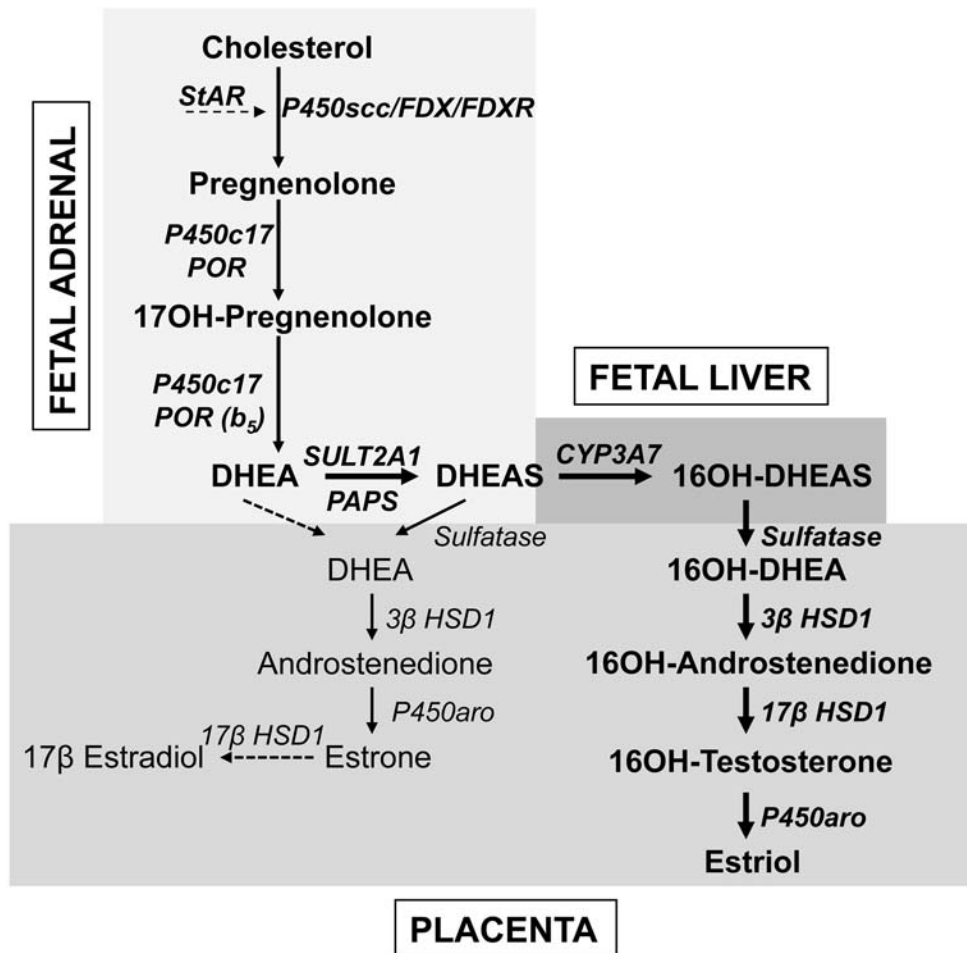 Cholesterol
StAR
P450scc/FDX/FDXR
FETAL ADRENAL
Pregnenolone
P450c17
POR
17OH-Pregnenolone
P450c17
POR (b₅)
FETAL LIVER
DHEA
SULT2A1
PAPS
DHEAS
CYP3A7
16OH-DHEAS
Sulfatase
DHEA
3β HSD1
Androstenedione
P450aro
Estrone
17β HSD1
17β Estradiol
Sulfatase
16OH-DHEA
3β HSD1
16OH-Androstenedione
17β HSD1
16OH-Testosterone
P450aro
Estriol
PLACENTA